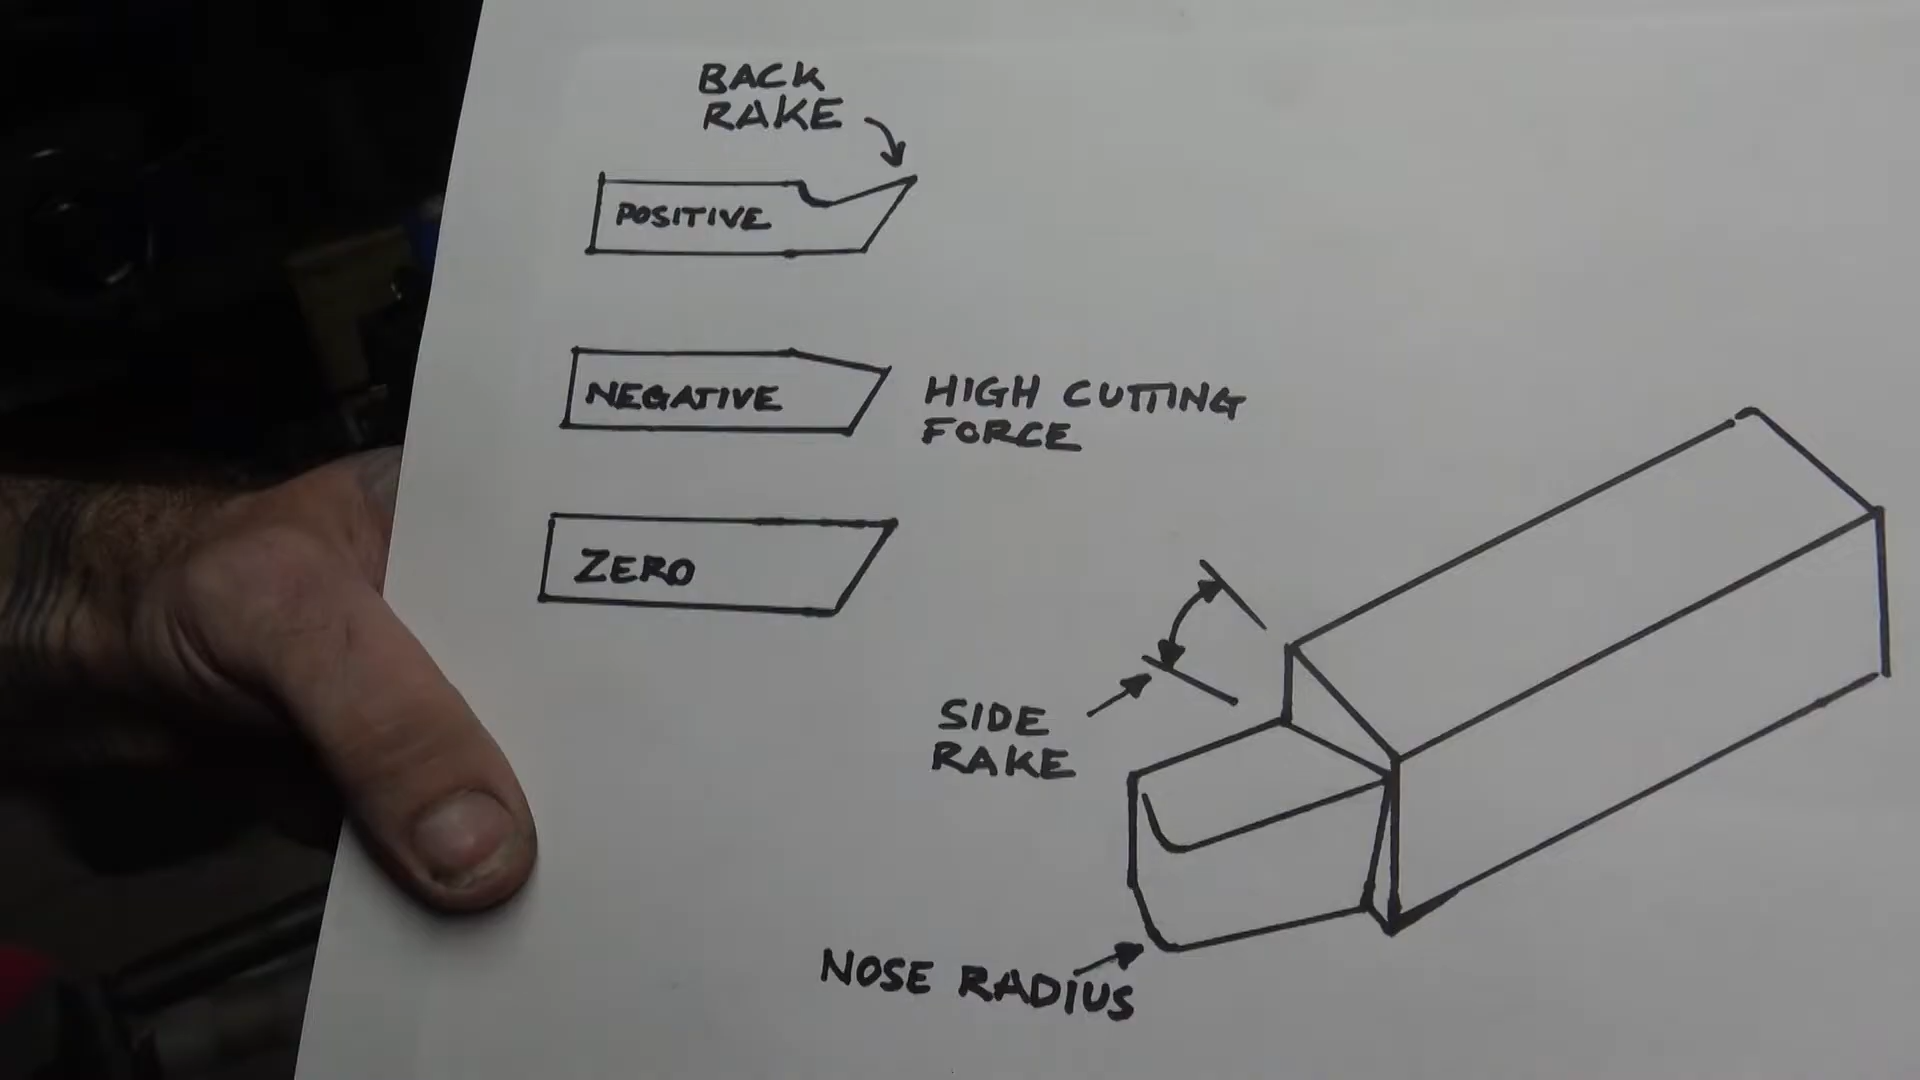 BACK
RAKE
POSITIVE
NEGATIVE
HIGH CUTTING
FORCE
ZERO
SIDE
RAKE
NOSE RADIUS